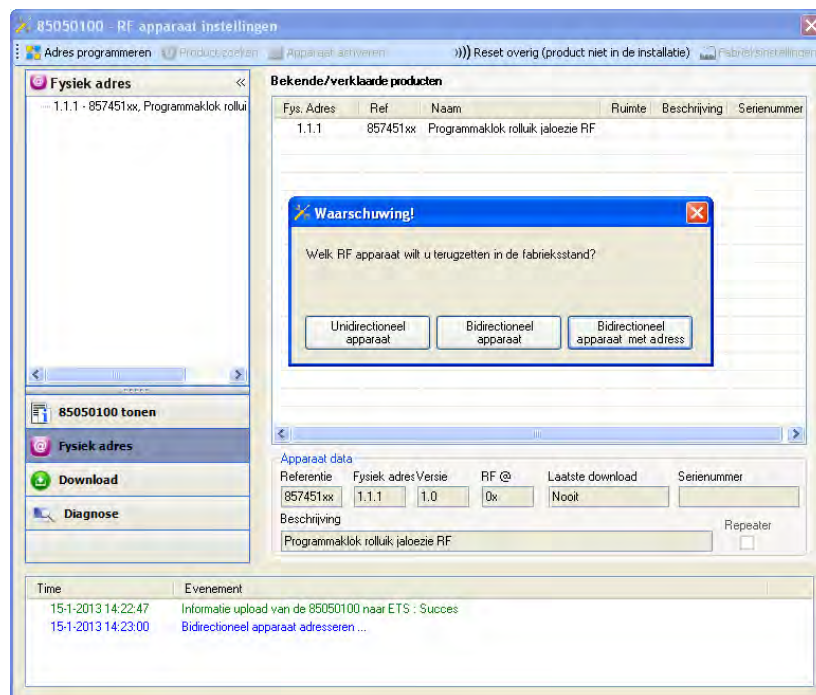 85050100 - RF apparaat instellingen
Adres programmeren Product zoeken Apparaat activeren Reset overig (product niet in de installatie) Fabrieksinstellingen
Fysiek adres
1.1.1 - 857451xx, Programmaklok rollui
Bekende/verklaarde producten
Fys. Adres Ref Naam Ruimte Beschrijving Serienummer
1.1.1 857451xx Programmaklok rolluik jaloezie RF
Waarschuwing!
Welk RF apparaat wilt u terugzetten in de fabrieksstand?
Unidirectioneel
apparaat
Bidirectioneel
apparaat
Bidirectioneel
apparaat met adress
85050100 tonen
Fysiek adres
Download
Diagnose
Apparaat data
Referentie Fysiek adres Versie RF @ Laatste download Serienummer
857451xx 1.1.1 1.0 0x Nooit
Beschrijving
Repeater
Programmaklok rolluik jaloezie RF
Time Evenement
15-1-2013 14:22:47 Informatie upload van de 85050100 naar ETS : Succes
15-1-2013 14:23:00 Bidirectioneel apparaat adresseren ...